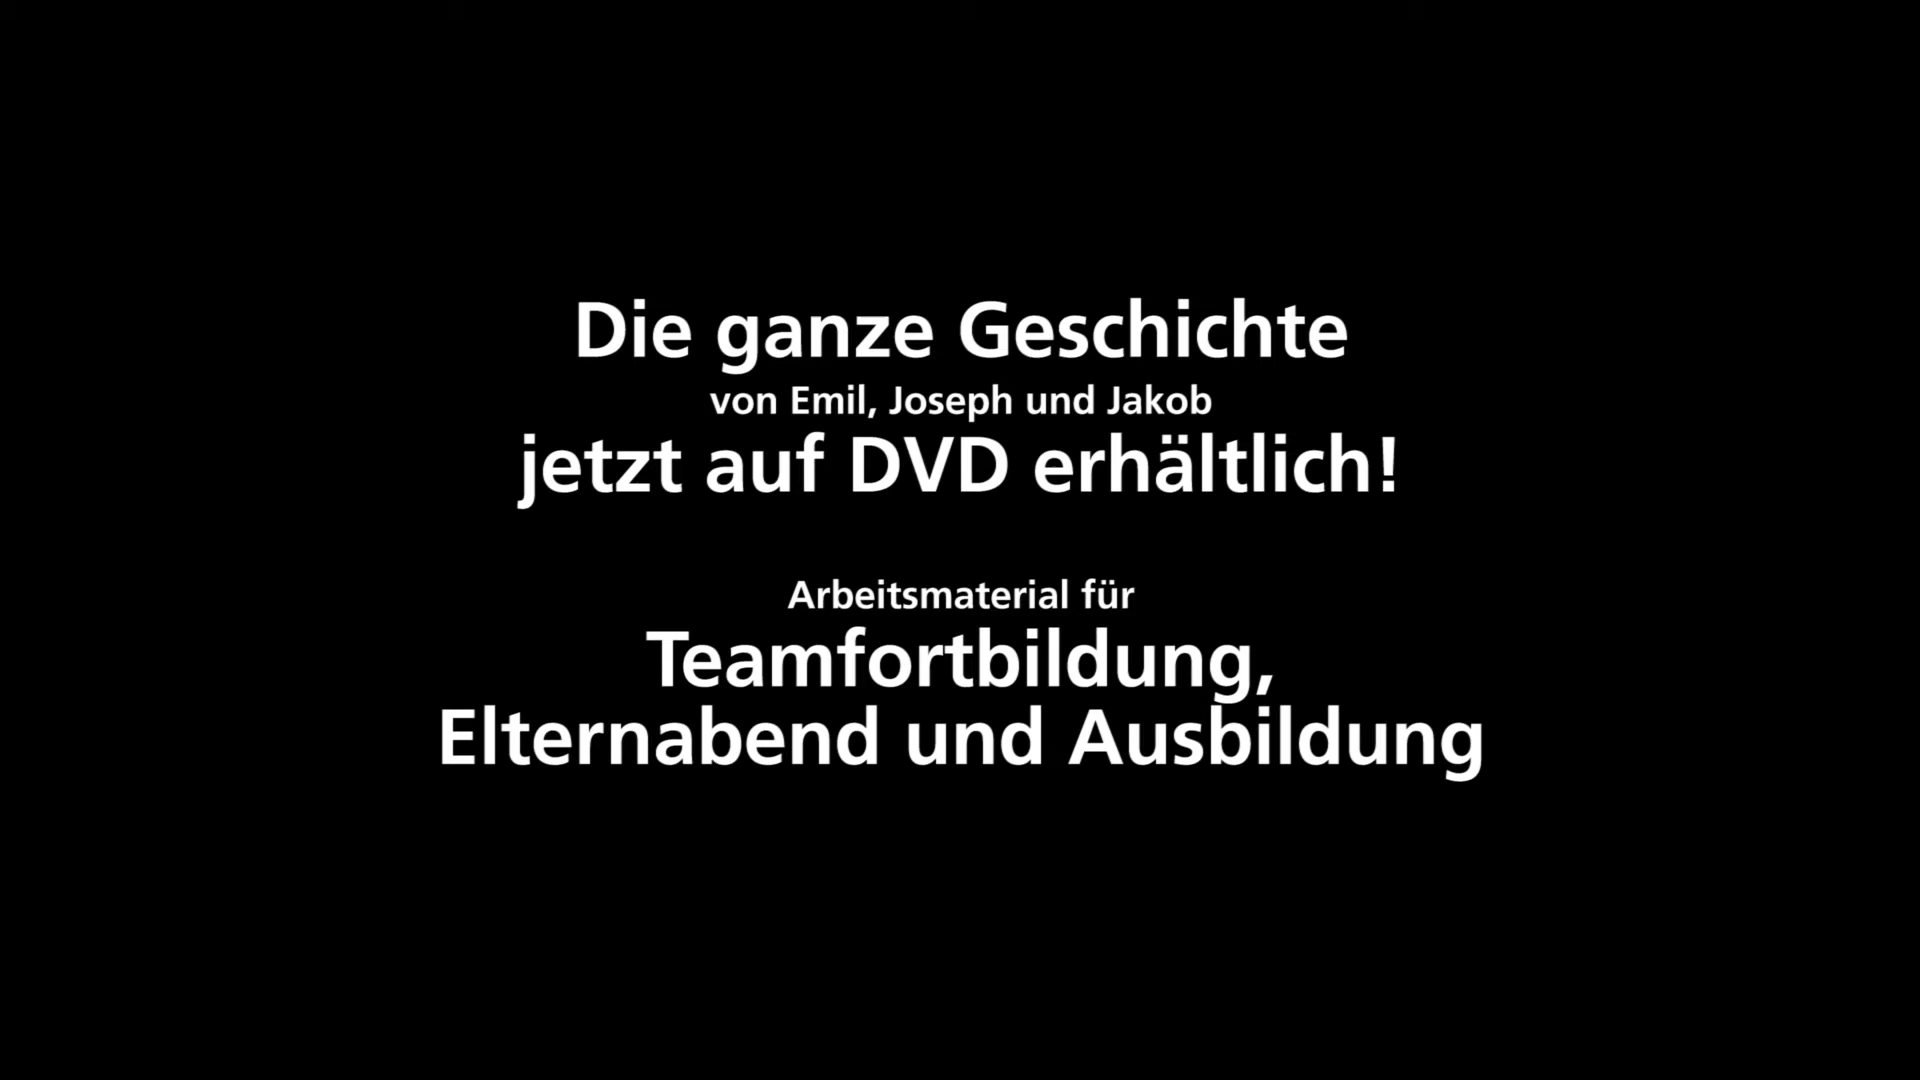 Die ganze Geschichte
von Emil, Joseph und Jakob
jetzt auf DVD erhältlich!
Arbeitsmaterial für
Teamfortbildung,
Elternabend und Ausbildung